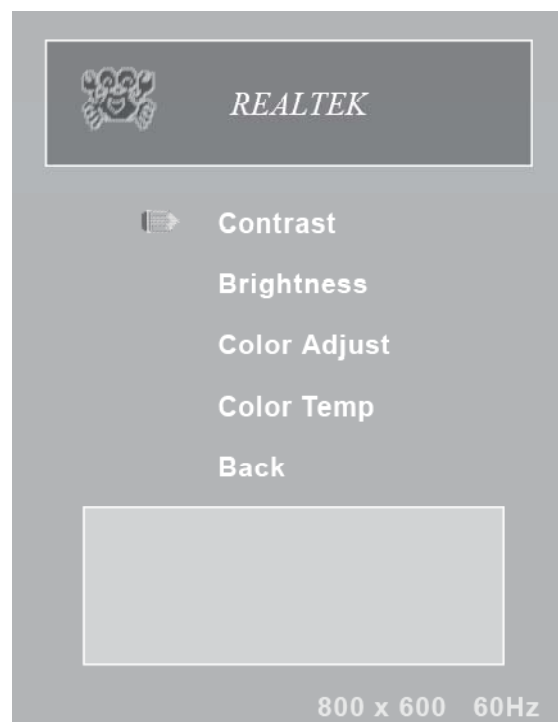 REALTEK
Contrast
Brightness
Color Adjust
Color Temp
Back
800 x 600 60Hz